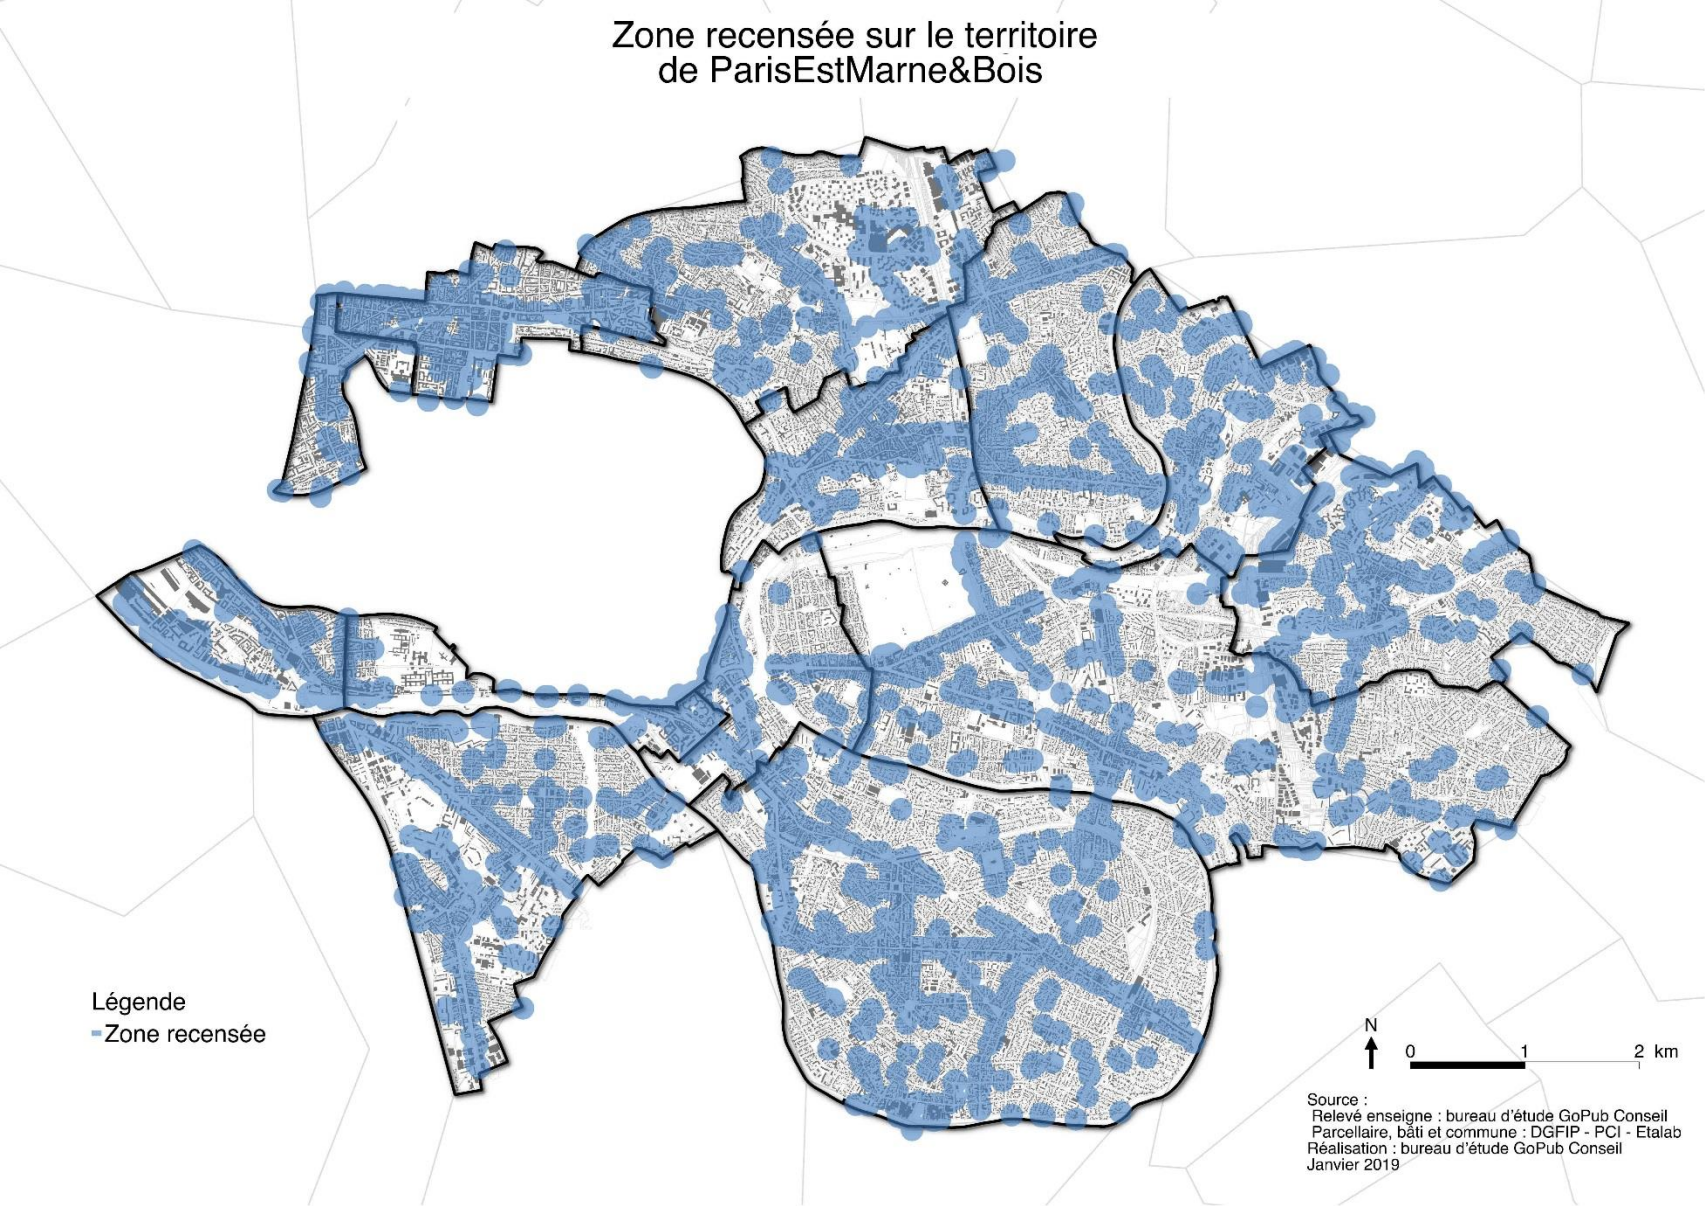 Zone recensée sur le territoire
de ParisEstMarne&Bois
Légende
Zone recensée
N
0 1 2 km
Source :
Relevé enseigne : bureau d'étude GoPub Conseil
Parcellaire, bâti et commune : DGFIP - PCI - Etalab
Réalisation : bureau d'étude GoPub Conseil
Janvier 2019